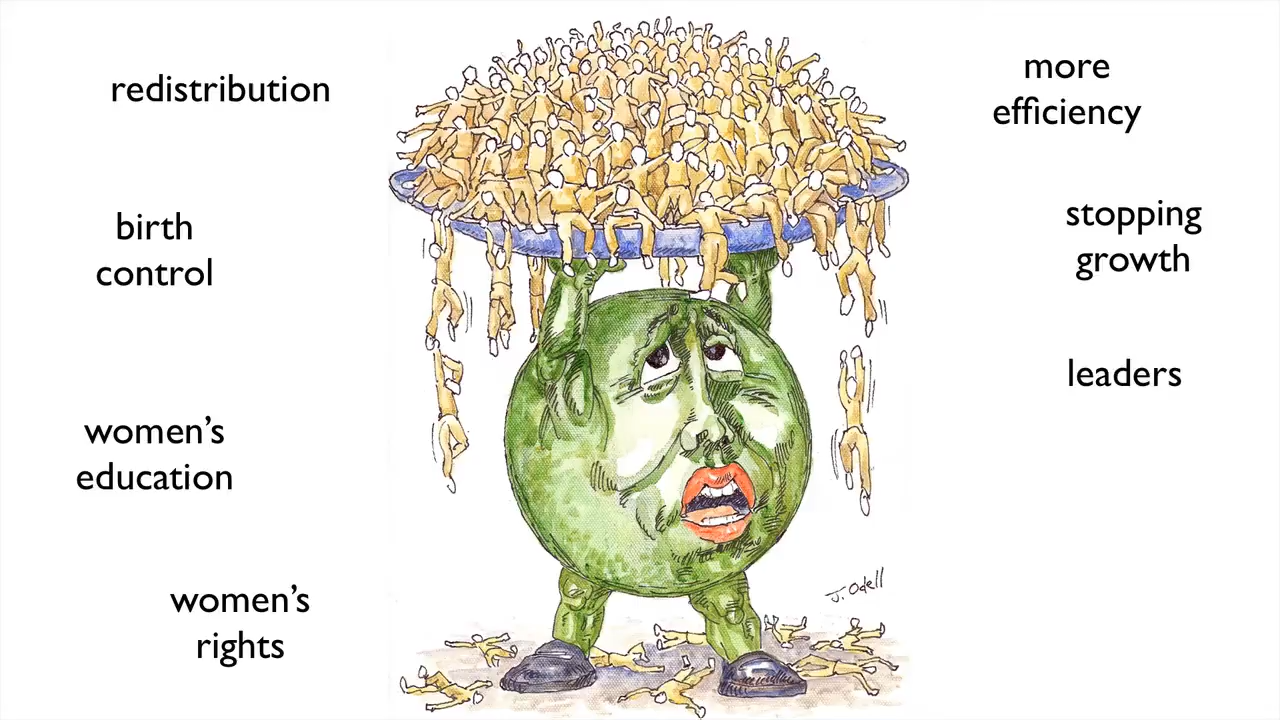 redistribution
birth
control
women's
education
women's
rights
more
efficiency
stopping
growth
leaders
J. Odell